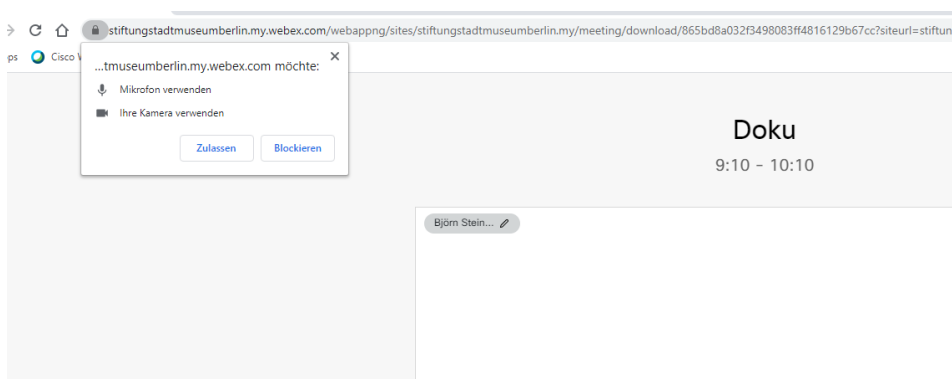 stiftungstadtmuseumberlin.my.webex.com/webappng/sites/stiftungstadtmuseumberlin.my/meeting/download/865bd8a032f3498083ff4816129b67cc?siteurl=stiftun
ps Cisco
...tmuseumberlin.my.webex.com möchte:
Mikrofon verwenden
Ihre Kamera verwenden
Zulassen Blockieren
Doku
9:10 - 10:10
Björn Stein...